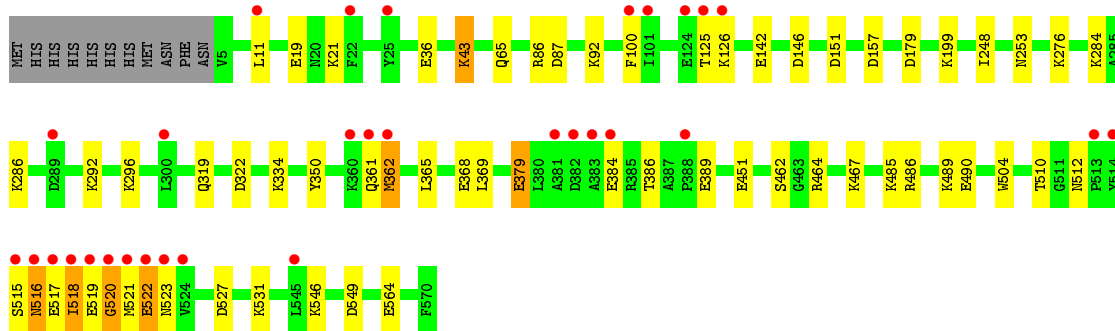 MET HIS HIS HIS HIS HIS HIS MET ASN PHE ASN V5 L11 E19 N20 K21 F22 Y25 E36 K43 Q65 R86 D87 K92 F100 I101 E124 T125 K126 E142 D146 D151 D157 D179 K199 I248 N253 K276 K284 A285
K286 D289 K292 K296 L300 Q319 D322 K334 Y350 K360 Q361 M362 L365 E368 L369 E379 L380 A381 D382 A383 E384 R385 T386 A387 P388 E389 E451 S462 G463 R464 K467 K485 R486 K489 E490 W504 T510 G511 N512 P513 Y514
S515 N516 E517 I518 E519 G520 M521 E522 N523 V524 D527 K531 L545 K546 D549 E564 F570